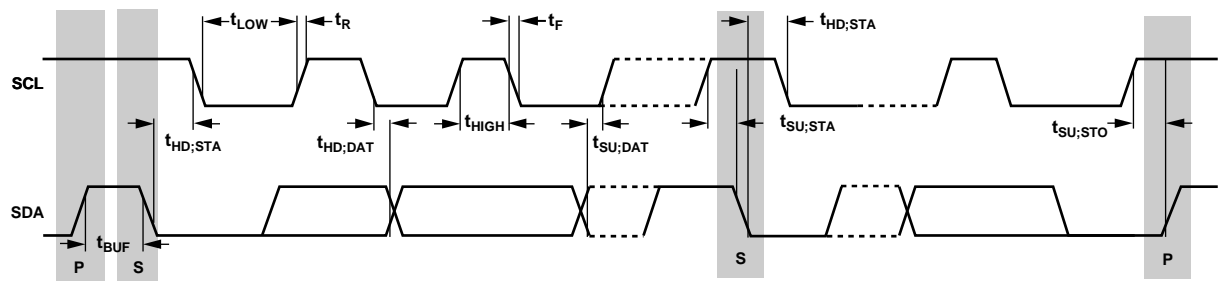 tLOW tR tF tHD;STA
SCL
tHD;STA tHD;DAT tHIGH tSU;DAT tSU;STA tSU;STO
SDA
tBUF
P S S P